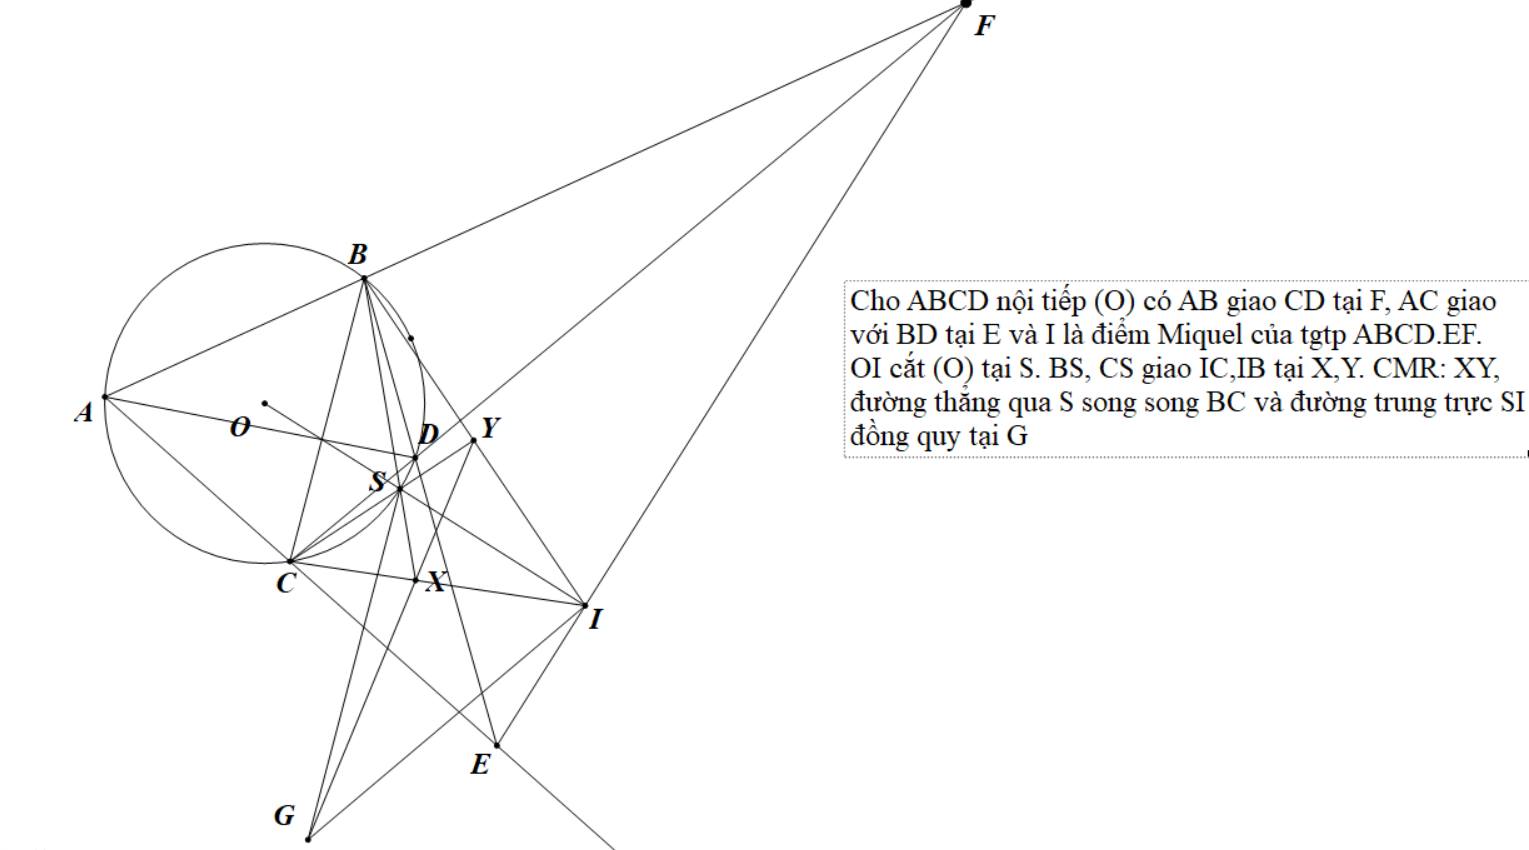 F
B
Cho ABCD nội tiếp (O) có AB giao CD tại F, AC giao
với BD tại E và I là điểm Miquel của tgtp ABCD.EF.
OI cắt (O) tại S. BS, CS giao IC,IB tại X,Y. CMR: XY,
đường thẳng qua S song song BC và đường trung trực SI
đồng quy tại G
A
O
D
Y
S
C
X
I
E
G